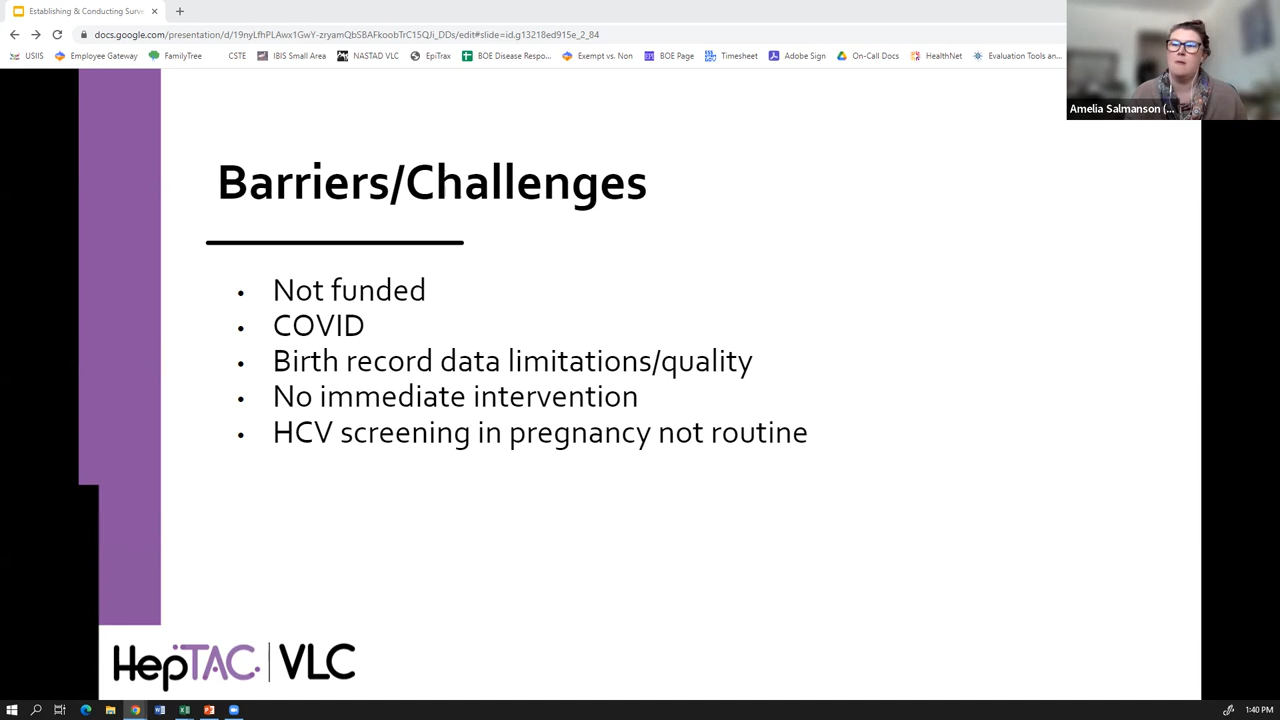 Establishing & Conducting Surve
docs.google.com/presentation/d/19nyLfhPLAwx1GwY-zryamQbSBAFkoobTrC15QJi_DDs/edit#slide=id.g13218ed915e_2_84
USIIS Employee Gateway FamilyTree CSTE IBIS Small Area NASTAD VLC EpiTrax BOE Disease Respo... Exempt vs. Non BOE Page Timesheet Adobe Sign On-Call Docs HealthNet Evaluation Tools an...
Amelia Salmanson (...
Barriers/Challenges
• Not funded
• COVID
• Birth record data limitations/quality
• No immediate intervention
• HCV screening in pregnancy not routine
HepTAC | VLC
1:40 PM